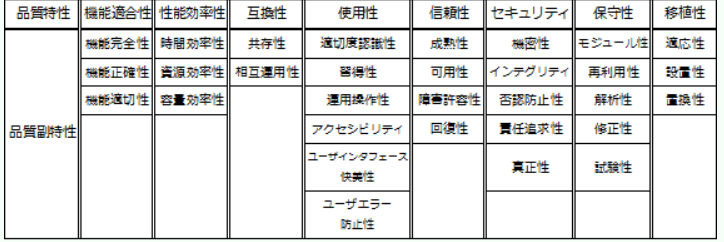 品質特性 機能適合性 性能効率性 互換性 使用性 信頼性 セキュリティ 保守性 移植性
品質副特性
機能完全性 時間効率性 共存性 適切度認識性 成熟性 機密性 モジュール性 適応性
機能正確性 資源効率性 相互運用性 習得性 可用性 インテグリティ 再利用性 設置性
機能適切性 容量効率性 運用操作性 障害許容性 否認防止性 解析性 置換性
アクセシビリティ 回復性 責任追求性 修正性
ユーザインタフェース
快美性 真正性 試験性
ユーザエラー
防止性